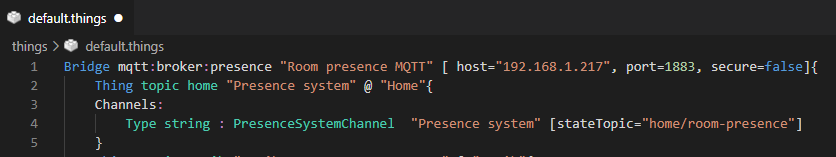 default.things
things > default.things
1 Bridge mqtt:broker:presence "Room presence MQTT" [ host="192.168.1.217", port=1883, secure=false]{
2 Thing topic home "Presence system" @ "Home"{
3 Channels:
4 Type string : PresenceSystemChannel "Presence system" [stateTopic="home/room-presence"]
5 }